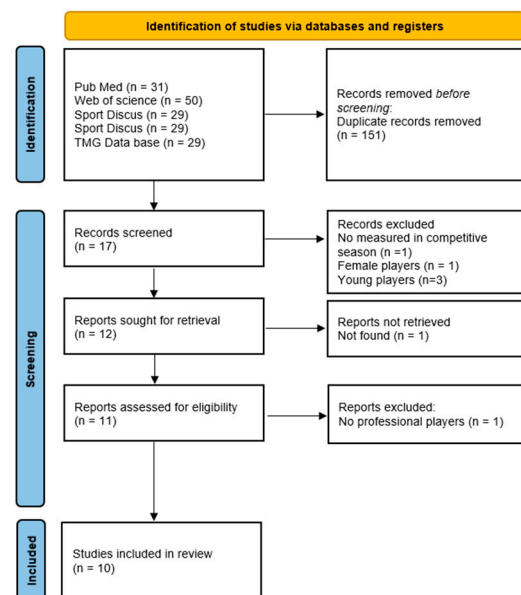 Identification of studies via databases and registers
Identification
Pub Med (n = 31)
Web of science (n = 50)
Sport Discus (n = 29)
Sport Discus (n = 29)
TMG Data base (n = 29)
Records removed before
screening:
Duplicate records removed
(n = 151)
Screening
Records screened
(n = 17)
Records excluded
No measured in competitive
season (n =1)
Female players (n = 1)
Young players (n=3)
Reports sought for retrieval
(n = 12)
Reports not retrieved
Not found (n = 1)
Reports assessed for eligibility
(n = 11)
Reports excluded:
No professional players (n = 1)
Included
Studies included in review
(n = 10)